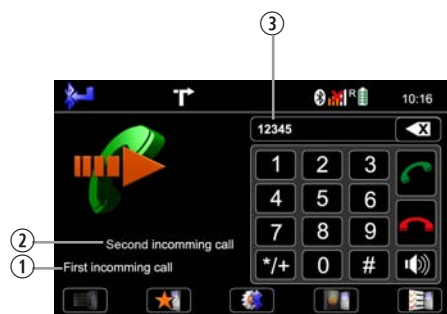 3
R
10:16
12345
X
1 2 3
4 5 6
7 8 9
*/+ 0 #
2
Second incomming call
1
First incomming call